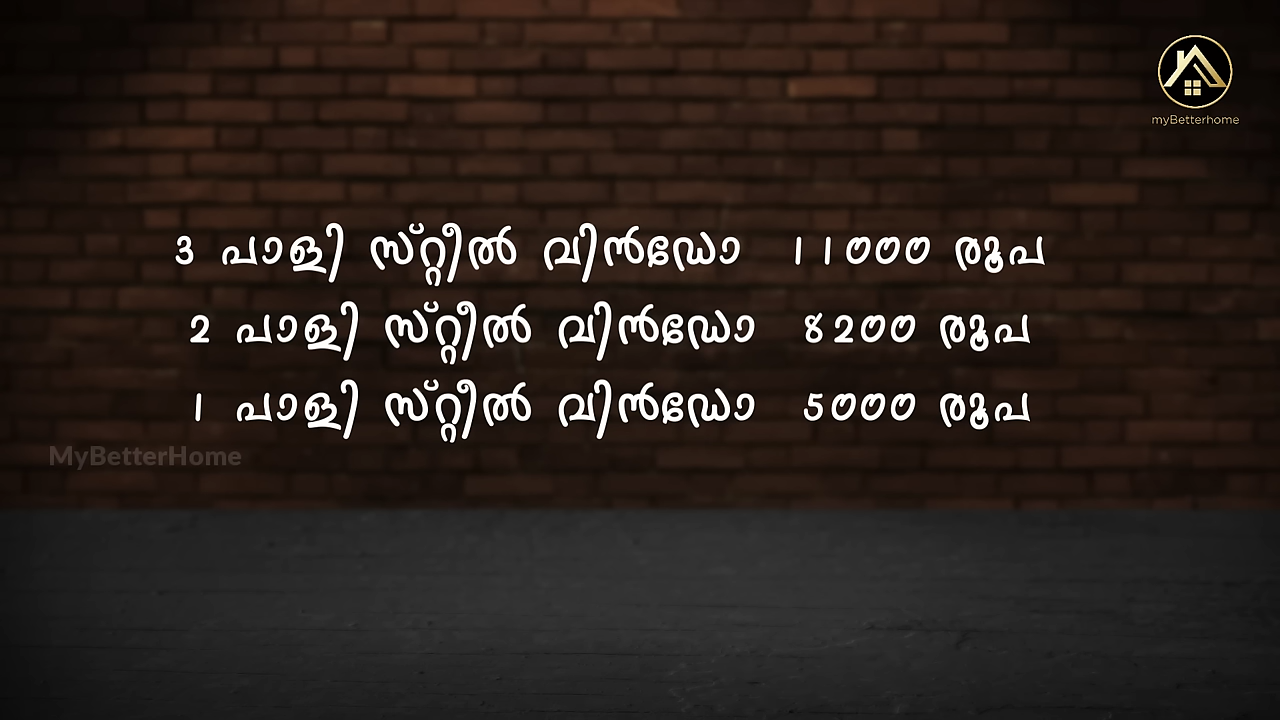 myBetterhome
3 പാളി സ്റ്റീൽ വിൻഡോ 11000 രൂപ
2 പാളി സ്റ്റീൽ വിൻഡോ 8200 രൂപ
1 പാളി സ്റ്റീൽ വിൻഡോ 5000 രൂപ
MyBetterHome